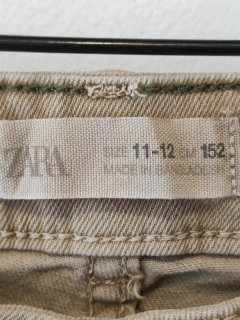 ZARA
SIZE 11-12 CM 152
MADE IN BANGLADESH